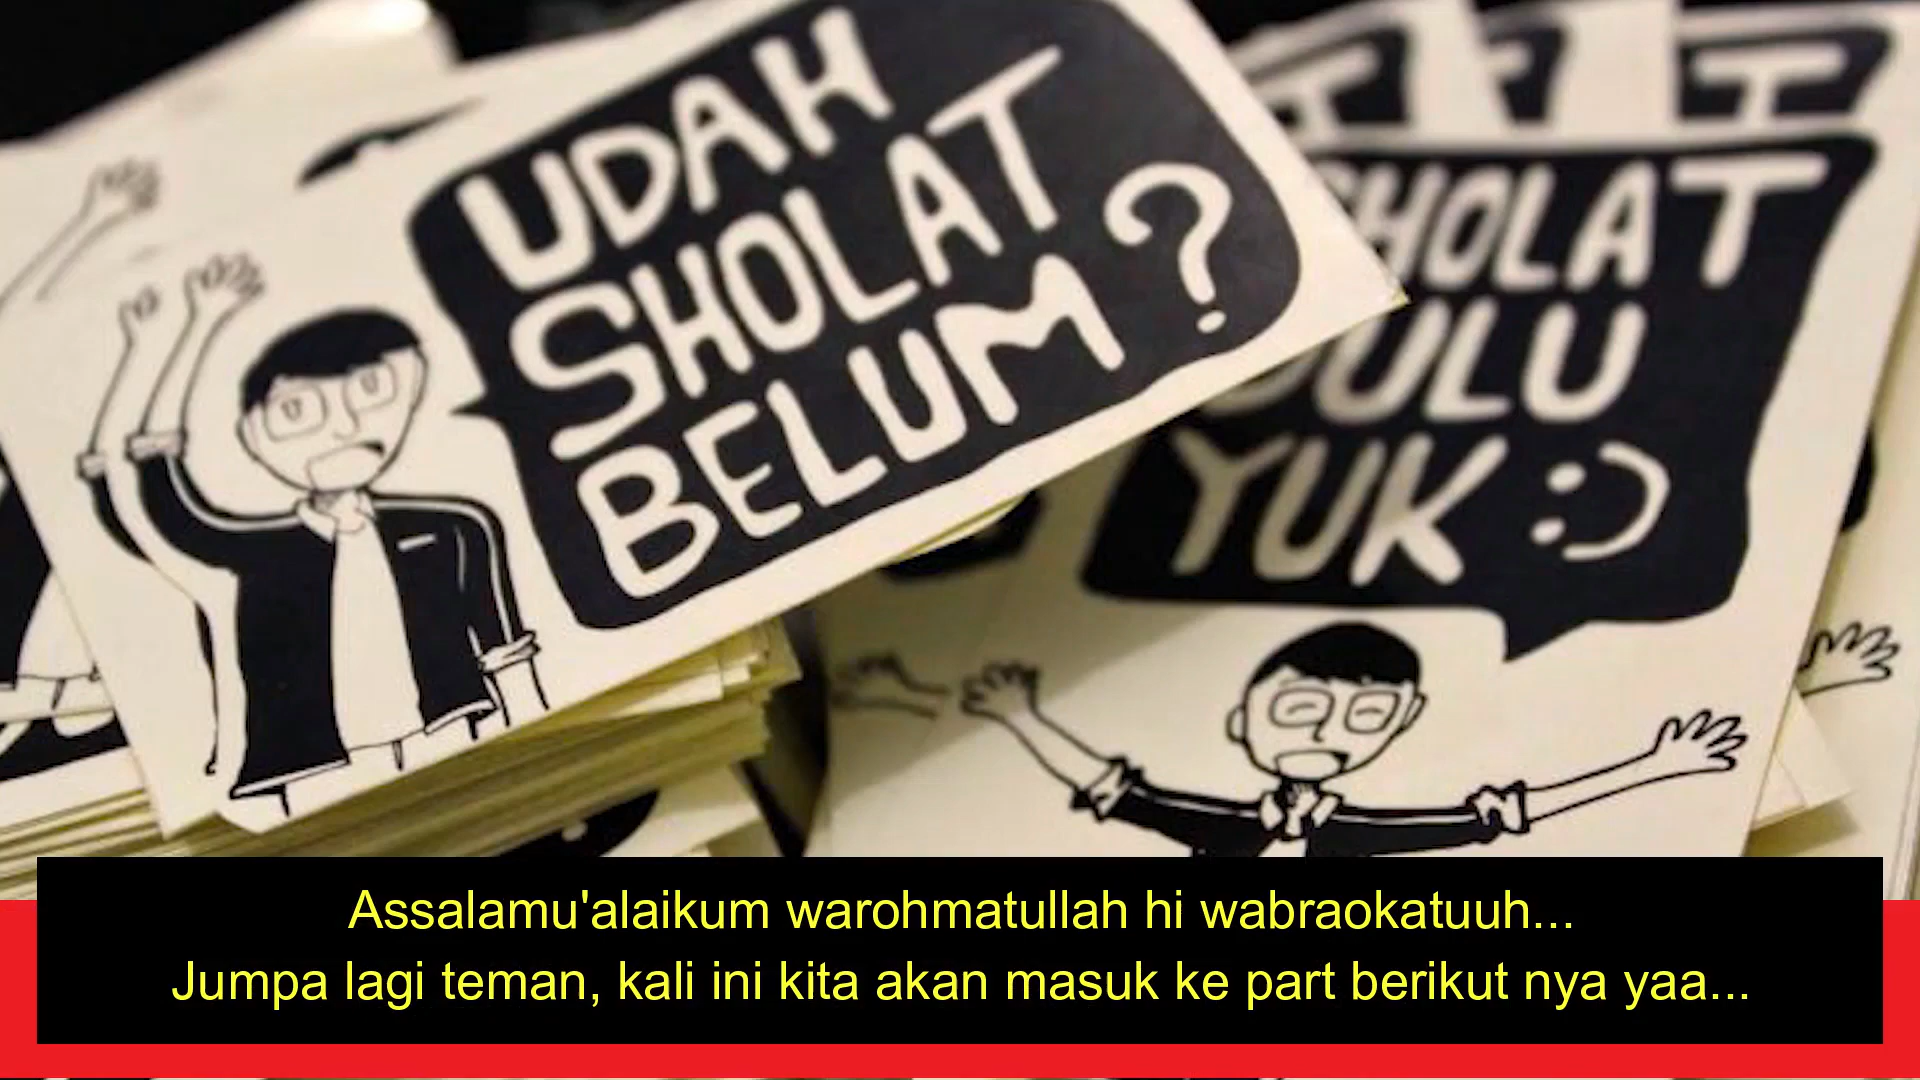 UDAH
SHOLAT
BELUM?
SHOLAT
DULU
YUK :)
Assalamu'alaikum warohmatullah hi wabraokatuuh...
Jumpa lagi teman, kali ini kita akan masuk ke part berikut nya yaa...